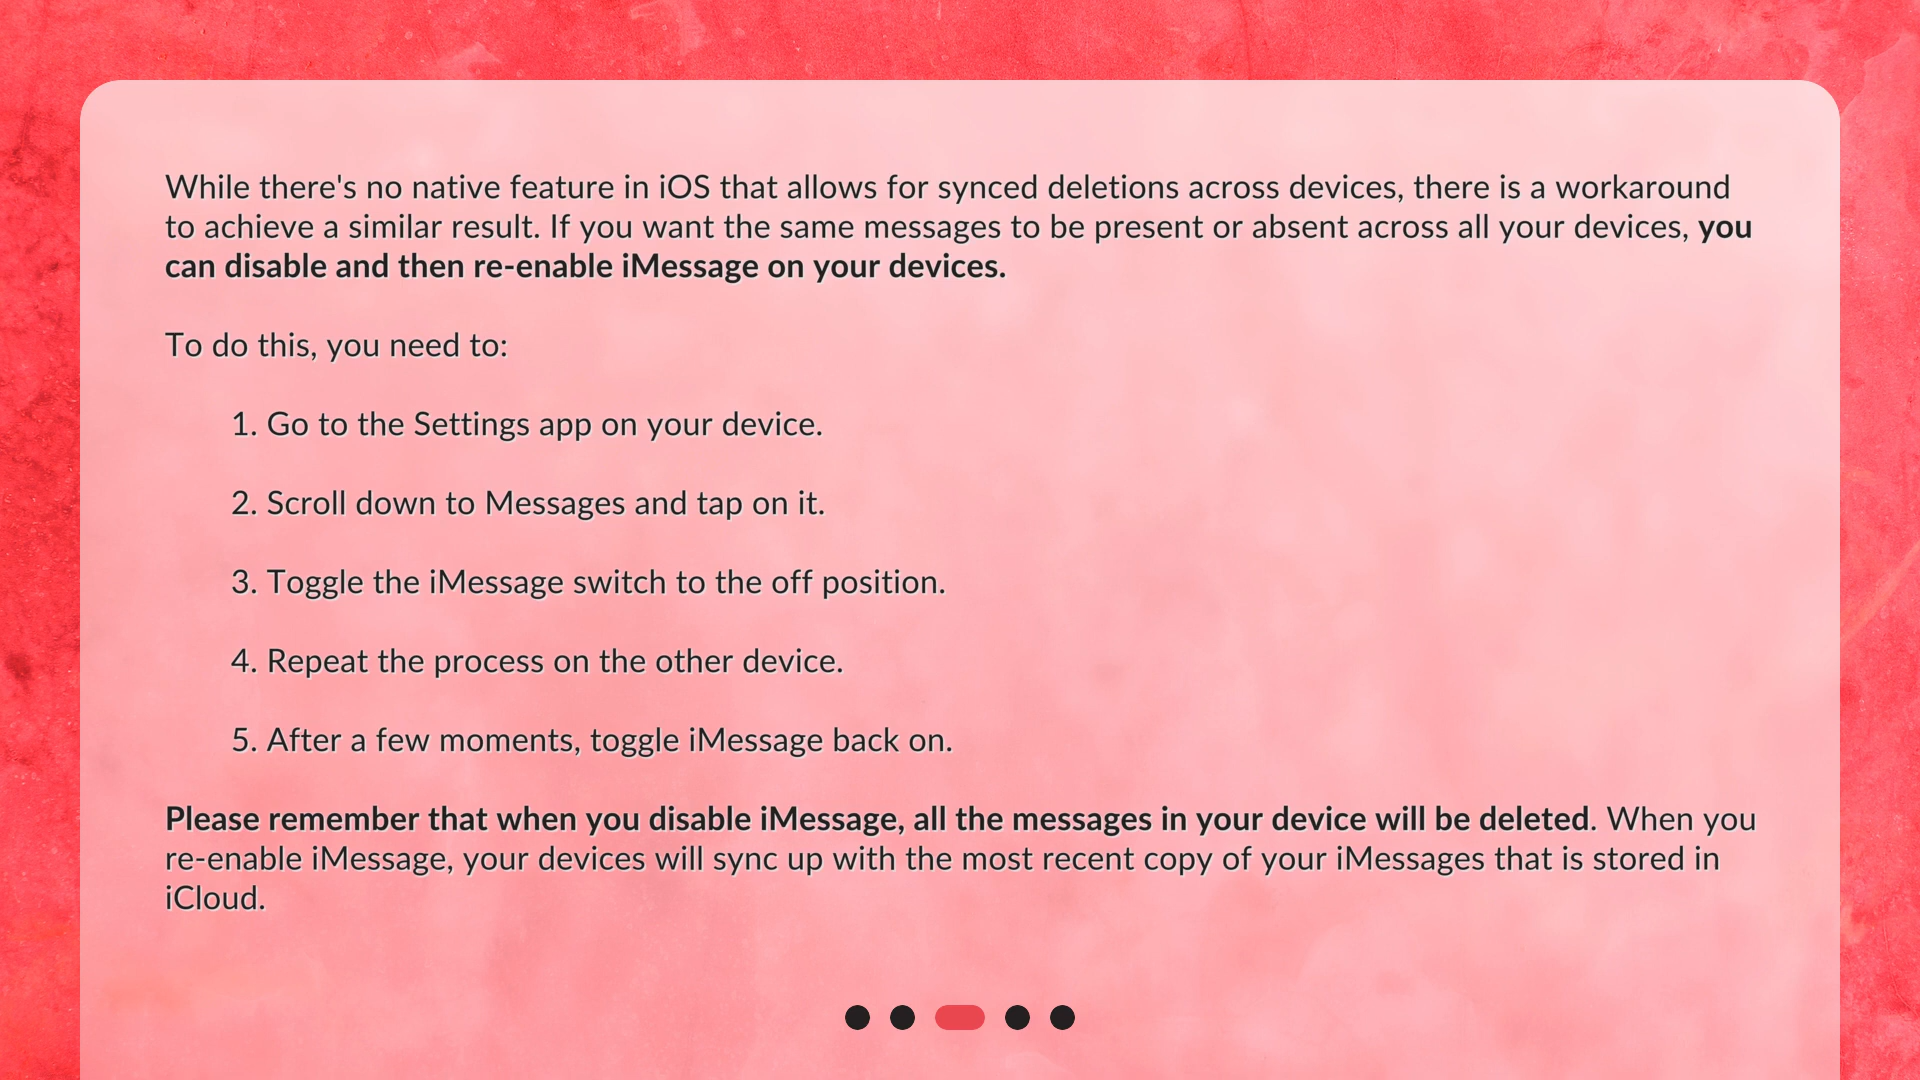 While there's no native feature in iOS that allows for synced deletions across devices, there is a workaround
to achieve a similar result. If you want the same messages to be present or absent across all your devices, you
can disable and then re-enable iMessage on your devices.
To do this, you need to:
1. Go to the Settings app on your device.
2. Scroll down to Messages and tap on it.
3. Toggle the iMessage switch to the off position.
4. Repeat the process on the other device.
5. After a few moments, toggle iMessage back on.
Please remember that when you disable iMessage, all the messages in your device will be deleted. When you
re-enable iMessage, your devices will sync up with the most recent copy of your iMessages that is stored in
iCloud.